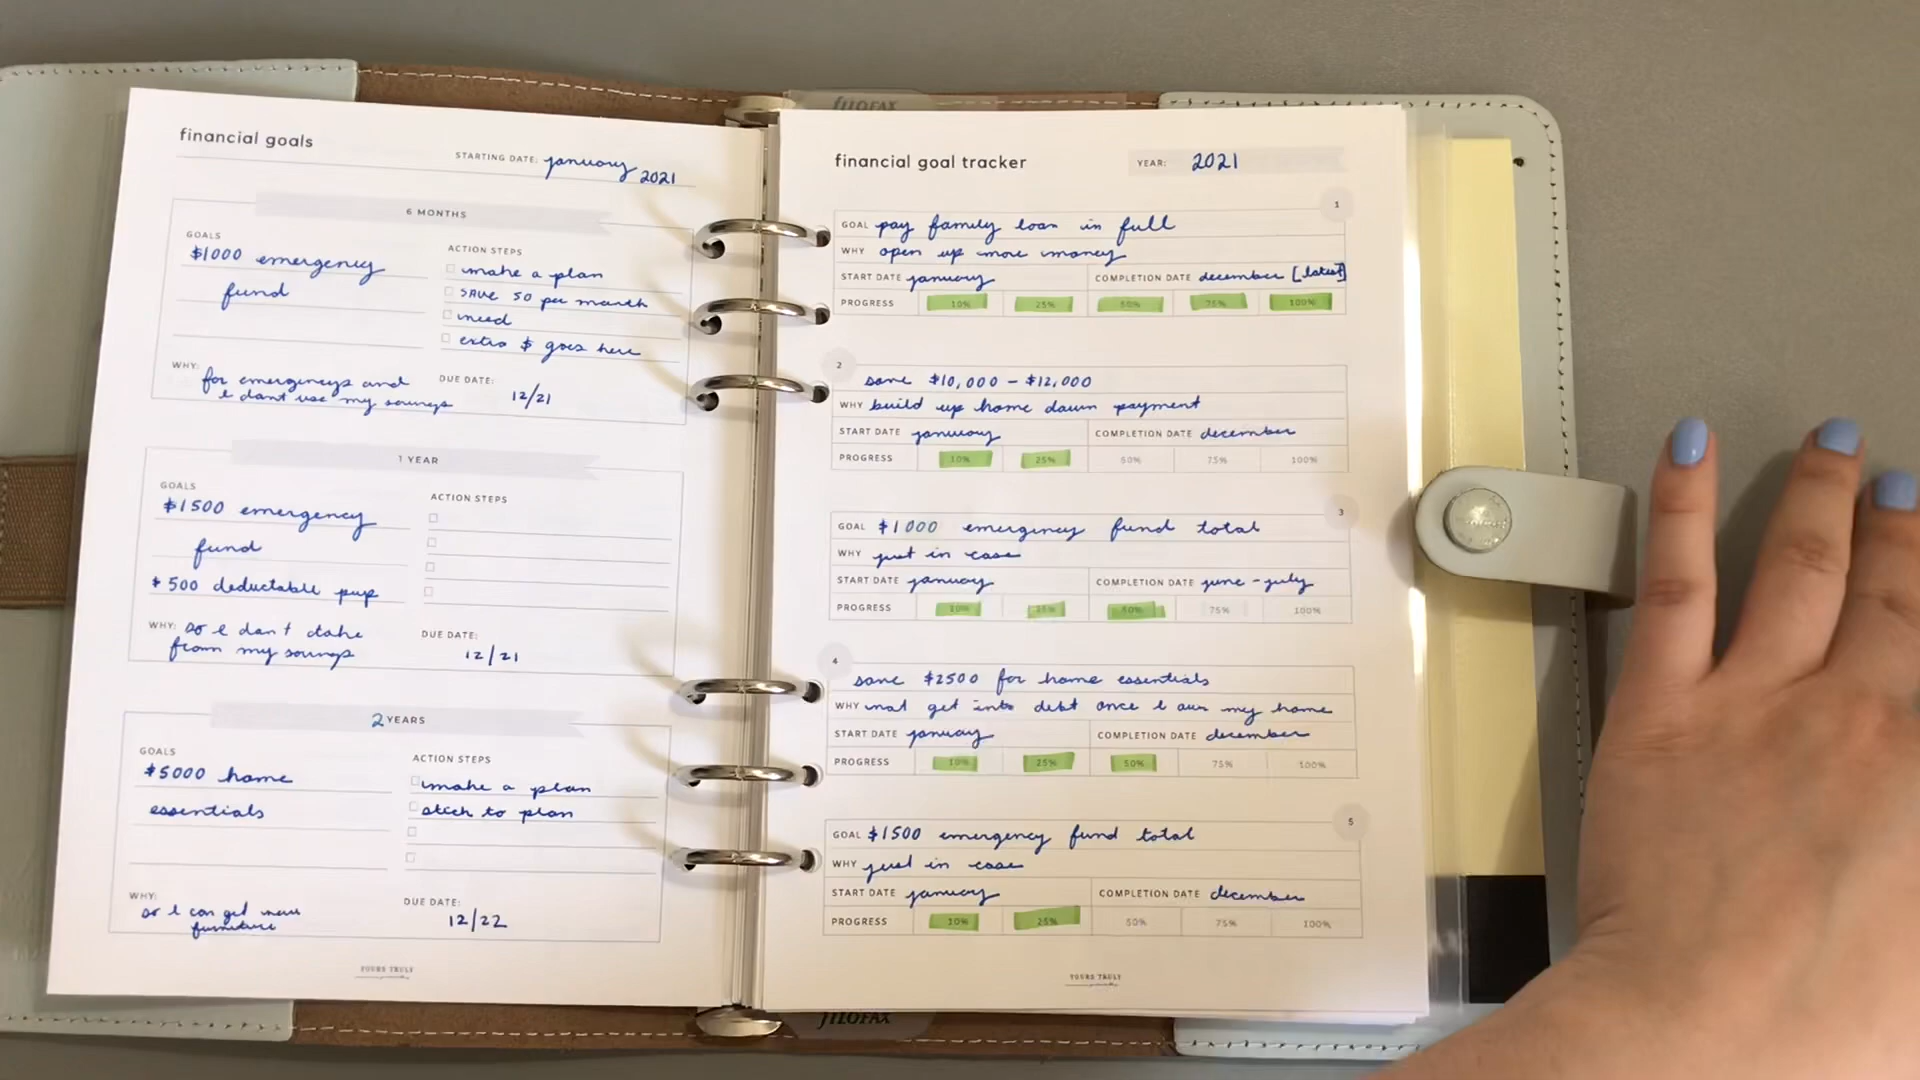 FILOFAX
financial goals
STARTING DATE: january 2021
6 MONTHS
GOALS
$1000 emergency
fund
ACTION STEPS
make a plan
save 50 per month
need
extra $ goes here
WHY: for emergencys and
i dont use my savings
DUE DATE:
12/21
1 YEAR
GOALS
$1500 emergency
fund
$500 deductable pup
ACTION STEPS
WHY: so i don't take
from my savings
DUE DATE:
12/21
2 YEARS
GOALS
$5000 home
essentials
ACTION STEPS
make a plan
stick to plan
WHY:
so i can get new
furniture
DUE DATE:
12/22
YOURS TRULY
financial goal tracker
YEAR: 2021
1
GOAL pay family loan in full
WHY open up more money
START DATE january COMPLETION DATE december [latest]
PROGRESS 10% 25% 50% 75% 100%
2
save $10,000 - $12,000
WHY build up home down payment
START DATE january COMPLETION DATE december
PROGRESS 10% 25% 50% 75% 100%
3
GOAL $1000 emergency fund total
WHY just in case
START DATE january COMPLETION DATE june - july
PROGRESS 10% 25% 50% 75% 100%
4
save $2500 for home essentials
WHY not get into debt once i own my home
START DATE january COMPLETION DATE december
PROGRESS 10% 25% 50% 75% 100%
5
GOAL $1500 emergency fund total
WHY just in case
START DATE january COMPLETION DATE december
PROGRESS 10% 25% 50% 75% 100%
YOURS TRULY
FILOFAX